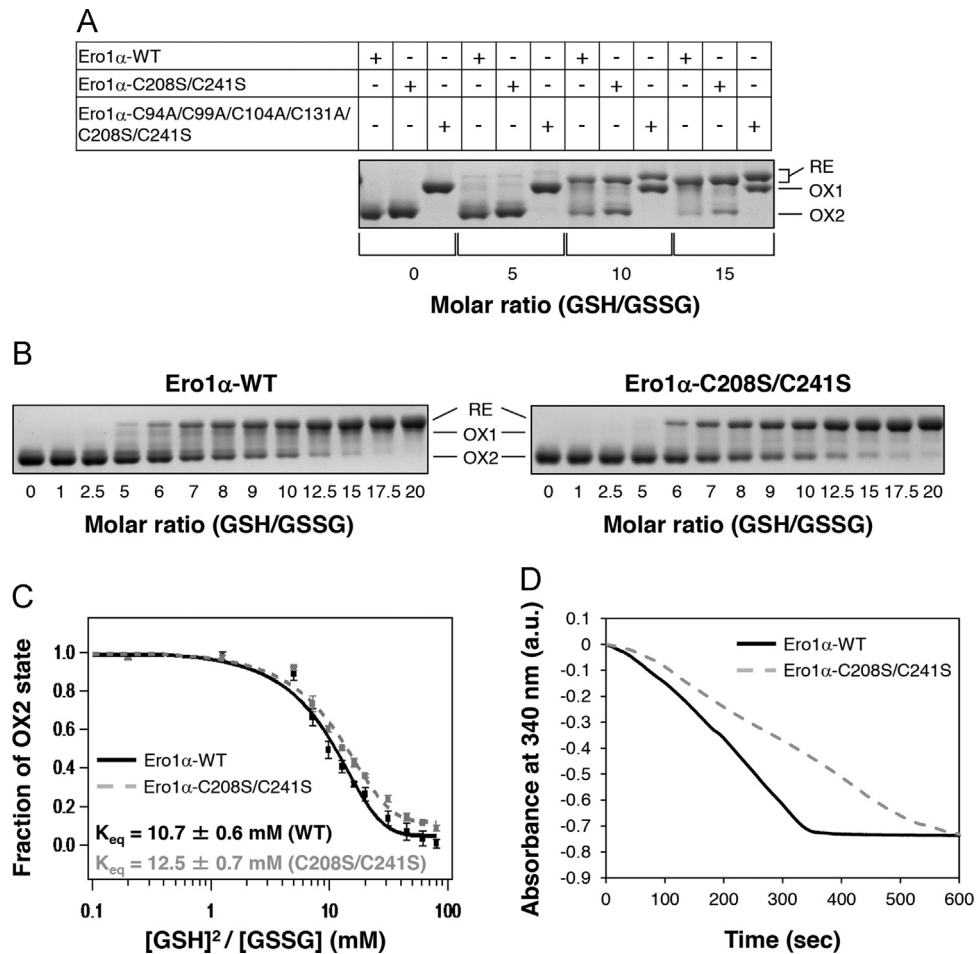 A
Ero1α-WT + - - + - - + - - + - -
Ero1α-C208S/C241S - + - - + - - + - - + -
Ero1α-C94A/C99A/C104A/C131A/
C208S/C241S - - + - - + - - + - - +
RE
OX1
OX2
0 5 10 15
Molar ratio (GSH/GSSG)
B
Ero1α-WT
Ero1α-C208S/C241S
RE
OX1
OX2
0 1 2.5 5 6 7 8 9 10 12.5 15 17.5 20
0 1 2.5 5 6 7 8 9 10 12.5 15 17.5 20
Molar ratio (GSH/GSSG)
Molar ratio (GSH/GSSG)
C
Fraction of OX2 state
1.0
0.8
0.6
0.4
0.2
0.0
Ero1α-WT
Ero1α-C208S/C241S
Keq = 10.7 ± 0.6 mM (WT)
Keq = 12.5 ± 0.7 mM (C208S/C241S)
0.1 1 10 100
[GSH]² / [GSSG] (mM)
D
Absorbance at 340 nm (a.u.)
0.1
0
-0.1
-0.2
-0.3
-0.4
-0.5
-0.6
-0.7
-0.8
-0.9
Ero1α-WT
Ero1α-C208S/C241S
0 100 200 300 400 500 600
Time (sec)